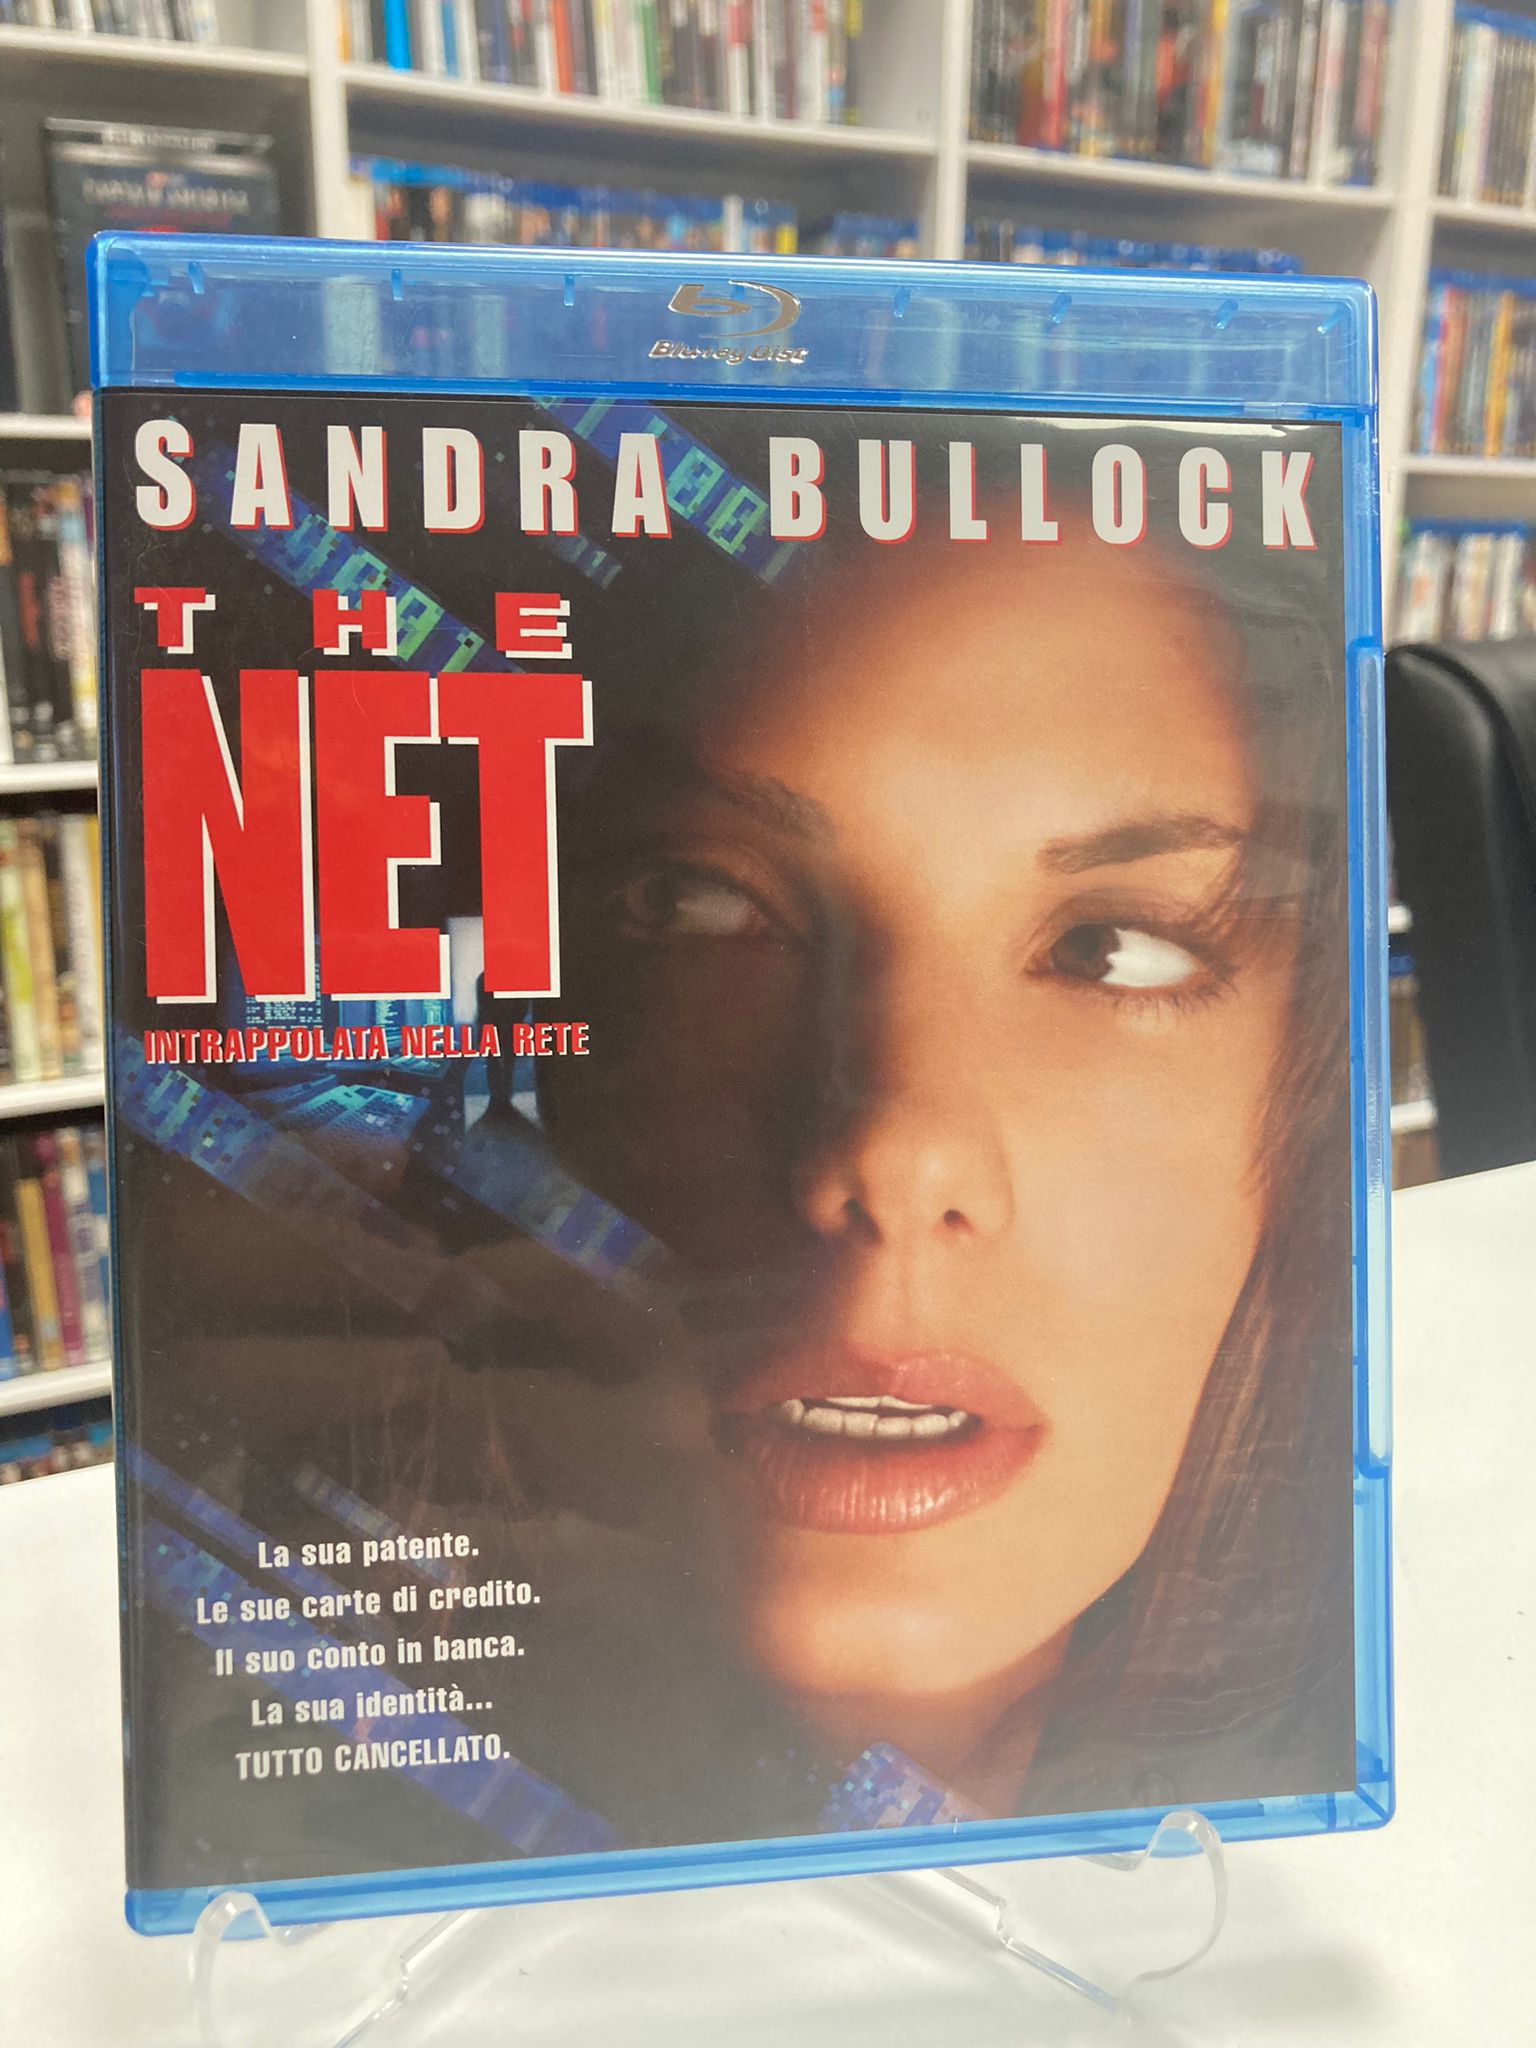 Blu-ray Disc
SANDRA BULLOCK
THE
NET
INTRAPPOLATA NELLA RETE
La sua patente.
Le sue carte di credito.
Il suo conto in banca.
La sua identità...
TUTTO CANCELLATO.